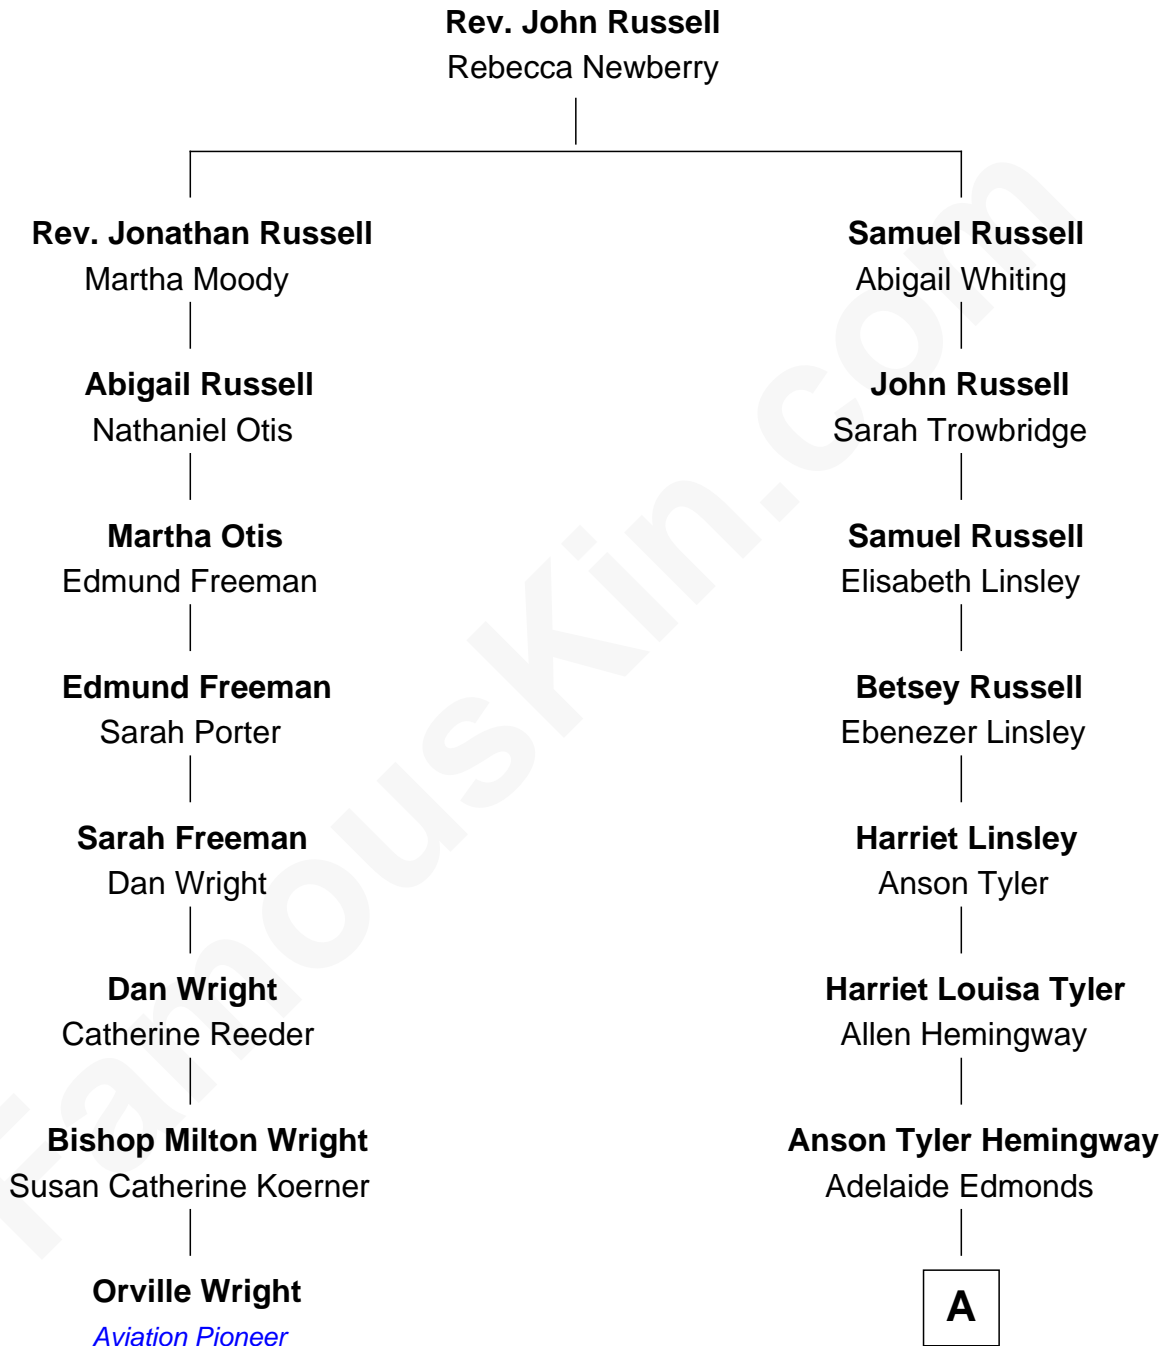 Rev. John Russell
Rebecca Newberry
Rev. Jonathan Russell
Martha Moody
Samuel Russell
Abigail Whiting
Abigail Russell
Nathaniel Otis
John Russell
Sarah Trowbridge
Martha Otis
Edmund Freeman
Samuel Russell
Elisabeth Linsley
Edmund Freeman
Sarah Porter
Betsey Russell
Ebenezer Linsley
Sarah Freeman
Dan Wright
Harriet Linsley
Anson Tyler
Dan Wright
Catherine Reeder
Harriet Louisa Tyler
Allen Hemingway
Bishop Milton Wright
Susan Catherine Koerner
Anson Tyler Hemingway
Adelaide Edmonds
Orville Wright
Aviation Pioneer
A
FamousKin.com